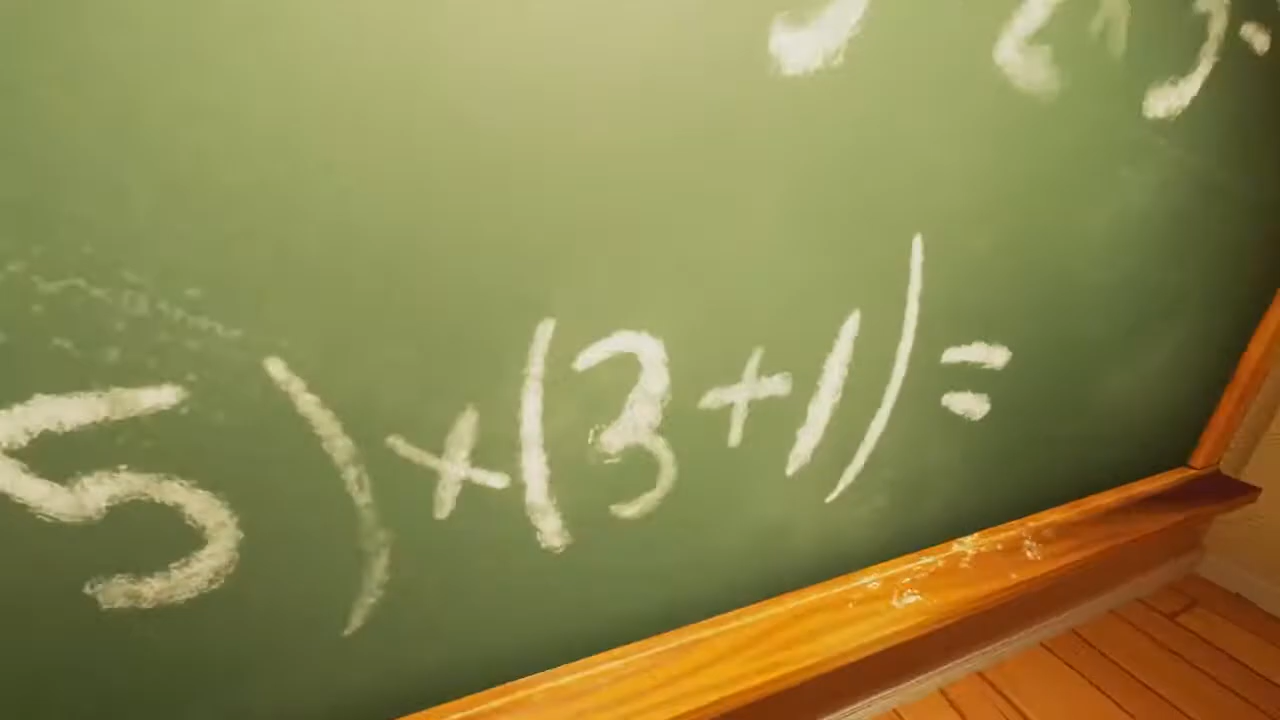 5) × (3 + 1) =